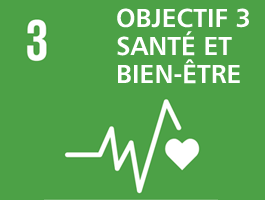 3
OBJECTIF 3
SANTÉ ET
BIEN-ÊTRE